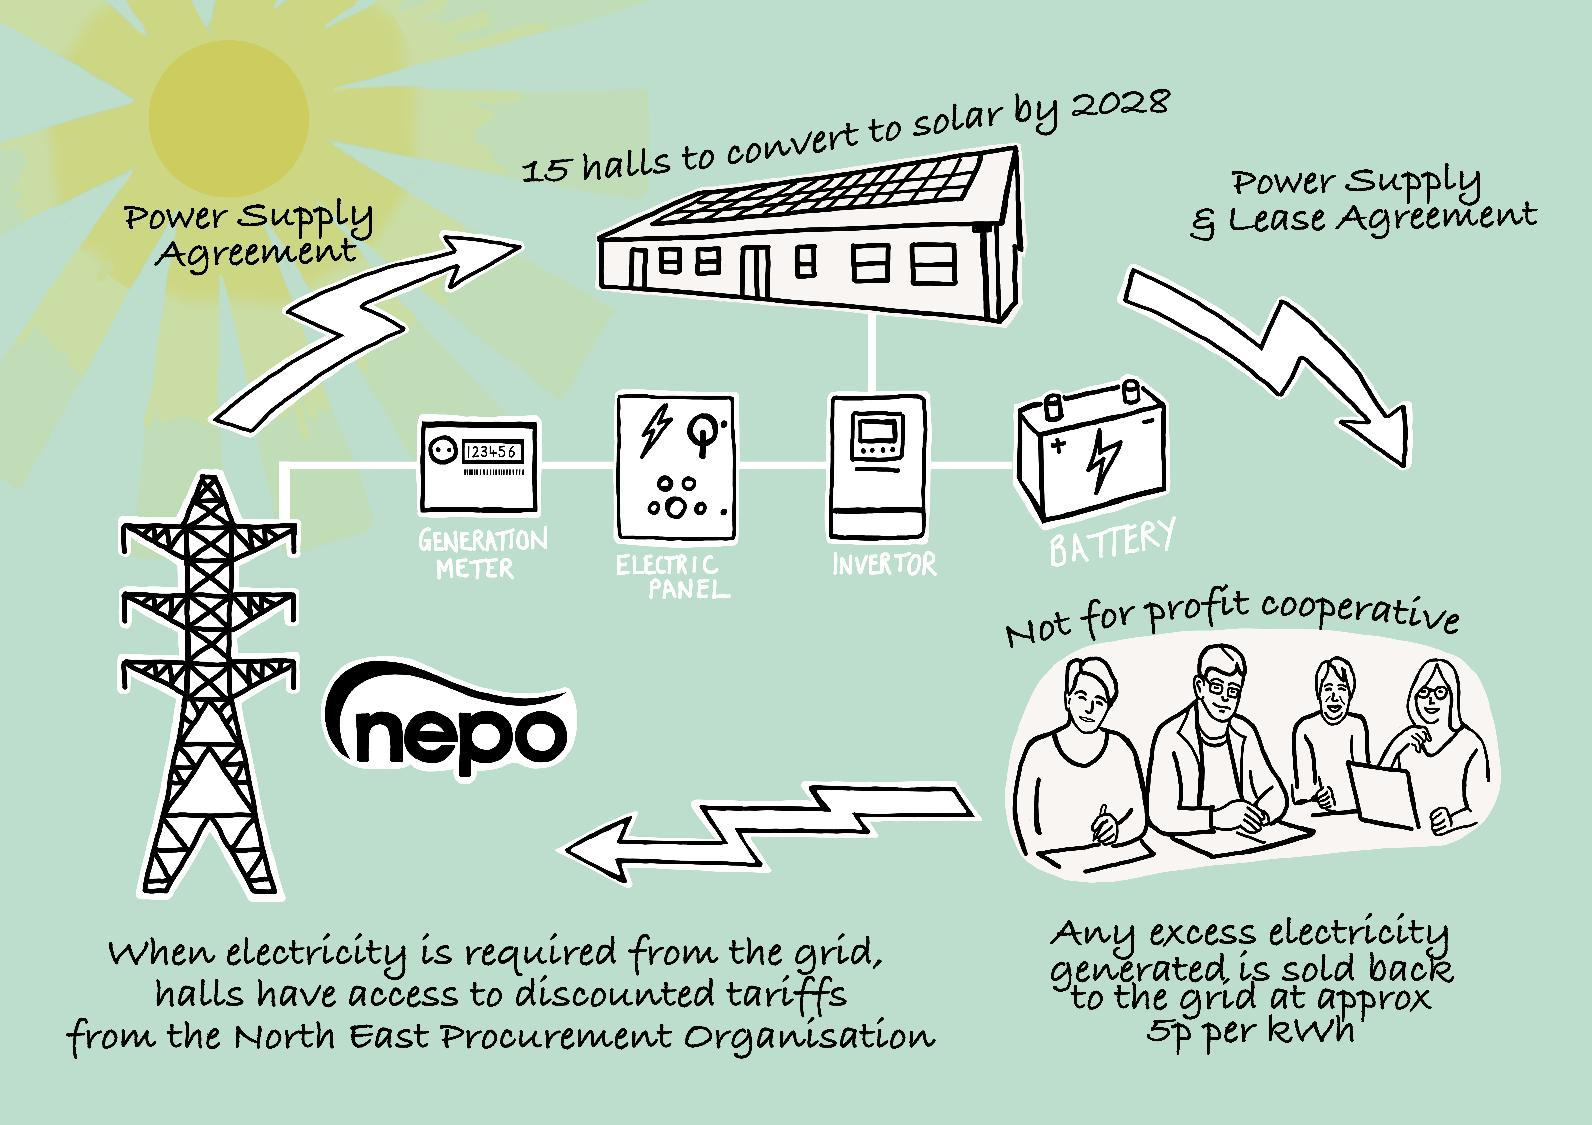 15 halls to convert to solar by 2028
Power Supply
Agreement
Power Supply
& Lease Agreement
123456
GENERATION
METER
ELECTRIC
PANEL
INVERTOR
+
-
BATTERY
Not for profit cooperative
nepo
When electricity is required from the grid,
halls have access to discounted tariffs
from the North East Procurement Organisation
Any excess electricity
generated is sold back
to the grid at approx
5p per kWh